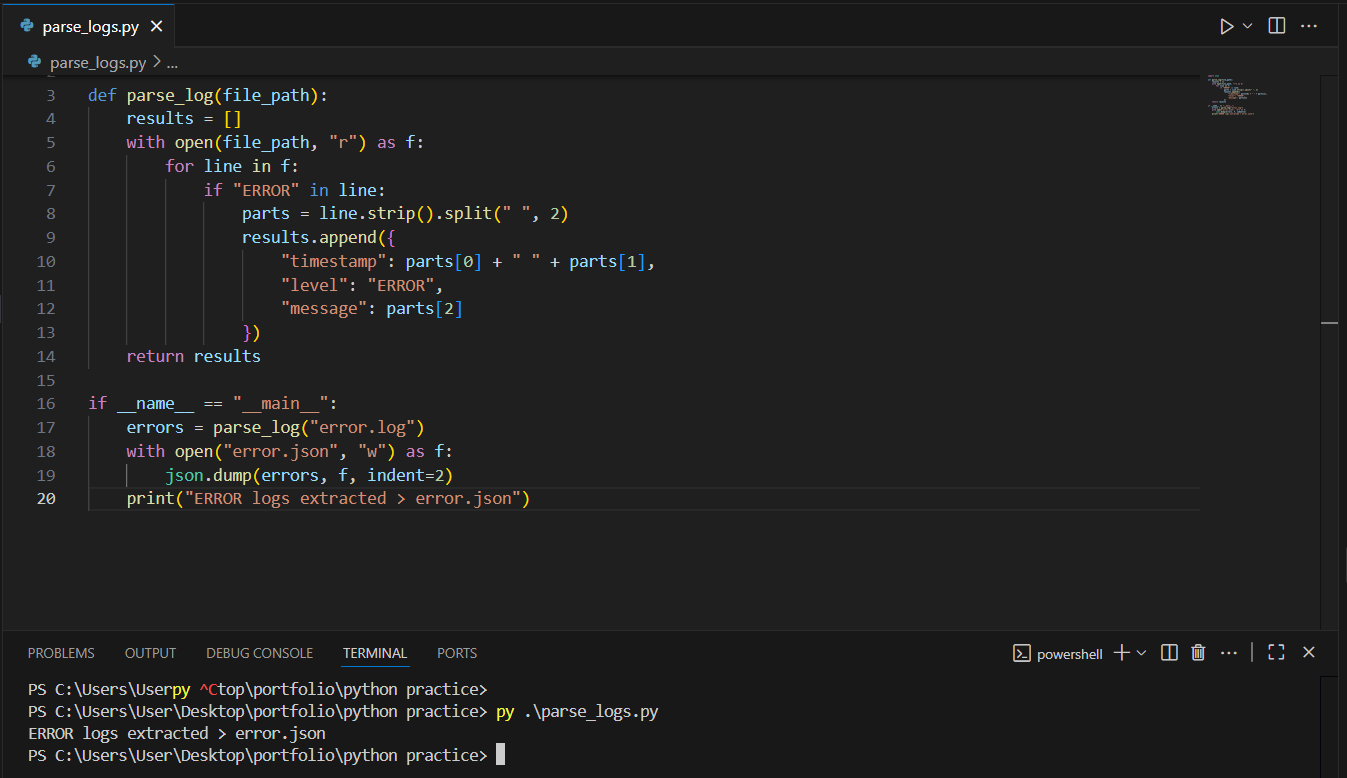 parse_logs.py
parse_logs.py > ...
3 def parse_log(file_path):
4     results = []
5     with open(file_path, "r") as f:
6         for line in f:
7             if "ERROR" in line:
8                 parts = line.strip().split(" ", 2)
9                 results.append({
10                     "timestamp": parts[0] + " " + parts[1],
11                     "level": "ERROR",
12                     "message": parts[2]
13                 })
14     return results
15
16 if __name__ == "__main__":
17     errors = parse_log("error.log")
18     with open("error.json", "w") as f:
19         json.dump(errors, f, indent=2)
20     print("ERROR logs extracted > error.json")
PROBLEMS OUTPUT DEBUG CONSOLE TERMINAL PORTS powershell
PS C:\Users\Userpy ^Ctop\portfolio\python practice>
PS C:\Users\User\Desktop\portfolio\python practice> py .\parse_logs.py
ERROR logs extracted > error.json
PS C:\Users\User\Desktop\portfolio\python practice>